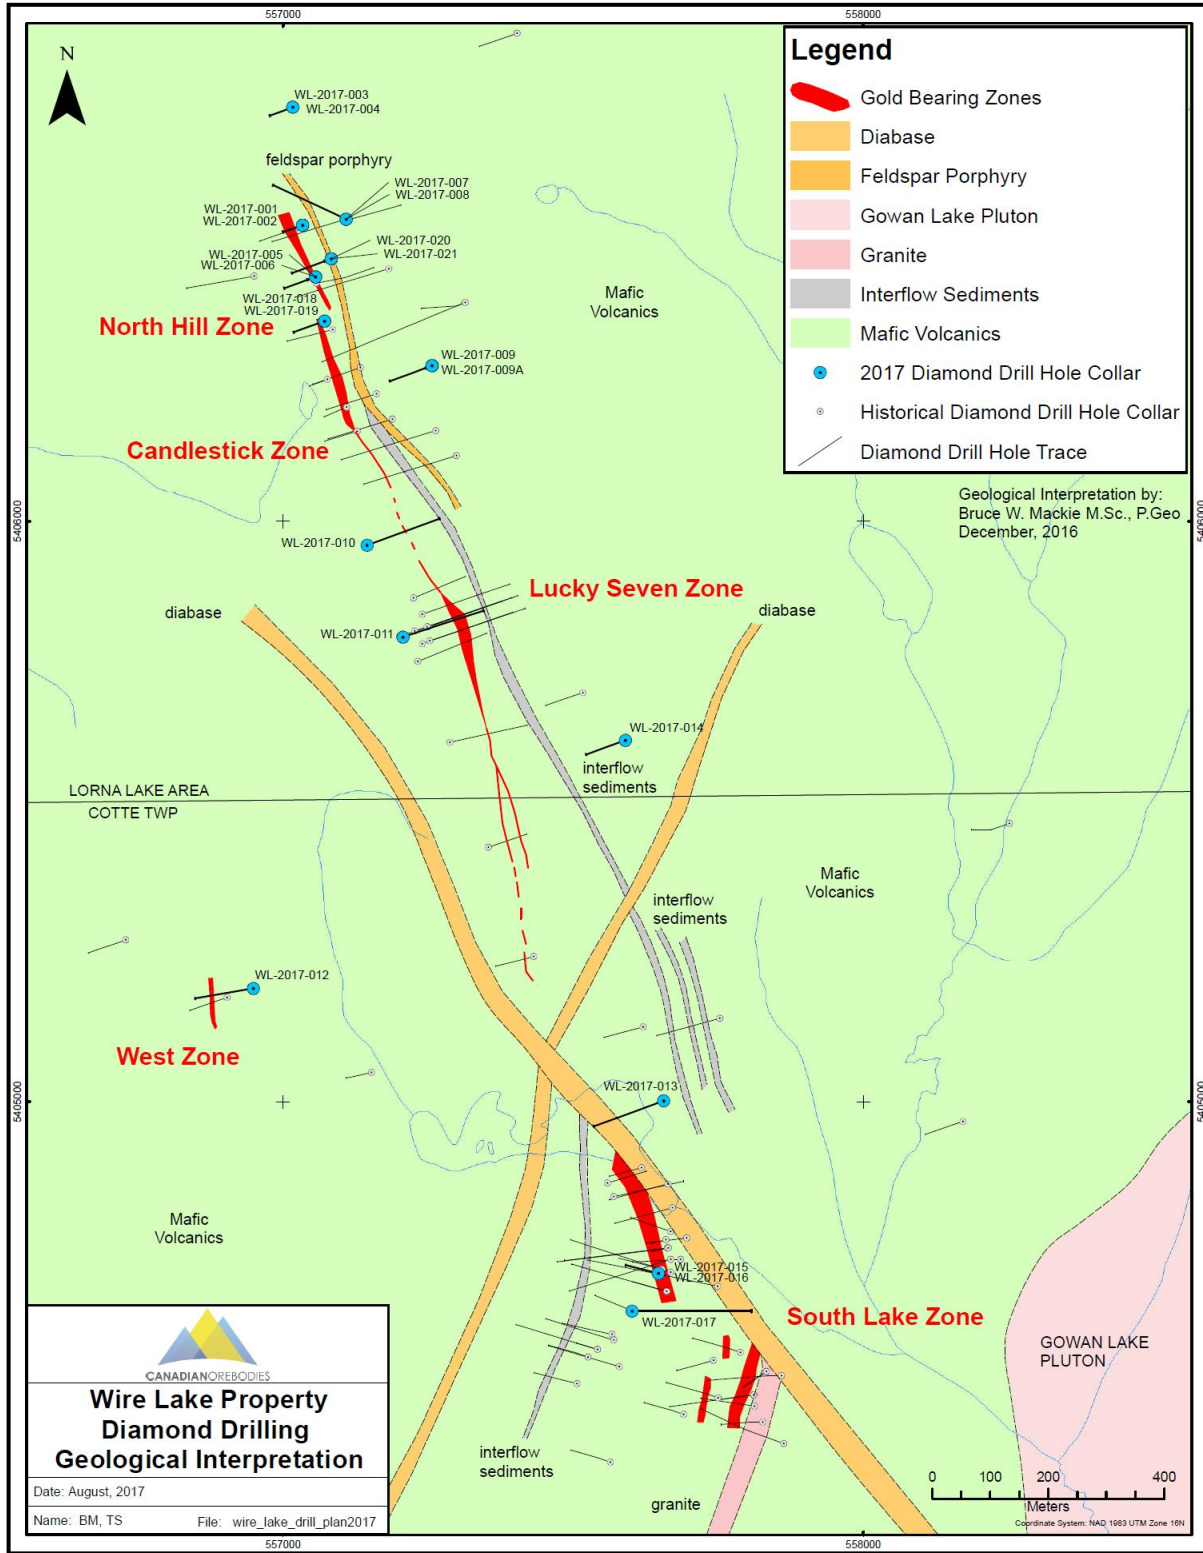 557000
558000
N
Legend
Gold Bearing Zones
Diabase
Feldspar Porphyry
Gowan Lake Pluton
Granite
Interflow Sediments
Mafic Volcanics
2017 Diamond Drill Hole Collar
Historical Diamond Drill Hole Collar
Diamond Drill Hole Trace
Geological Interpretation by:
Bruce W. Mackie M.Sc., P.Geo
December, 2016
WL-2017-003
WL-2017-004
feldspar porphyry
WL-2017-007
WL-2017-008
WL-2017-001
WL-2017-002
WL-2017-020
WL-2017-021
WL-2017-005
WL-2017-006
WL-2017-018
WL-2017-019
North Hill Zone
Mafic
Volcanics
WL-2017-009
WL-2017-009A
Candlestick Zone
5406000
5406000
WL-2017-010
Lucky Seven Zone
diabase
diabase
WL-2017-011
WL-2017-014
interflow
sediments
LORNA LAKE AREA
COTTE TWP
Mafic
Volcanics
interflow
sediments
WL-2017-012
West Zone
WL-2017-013
5405000
5405000
Mafic
Volcanics
WL-2017-015
WL-2017-016
WL-2017-017
South Lake Zone
GOWAN LAKE
PLUTON
interflow
sediments
granite
CANADIANOREBODIES
Wire Lake Property
Diamond Drilling
Geological Interpretation
Date: August, 2017
Name: BM, TS File: wire_lake_drill_plan2017
0 100 200 400
Meters
Coordinate System: NAD 1983 UTM Zone 16N
557000
558000